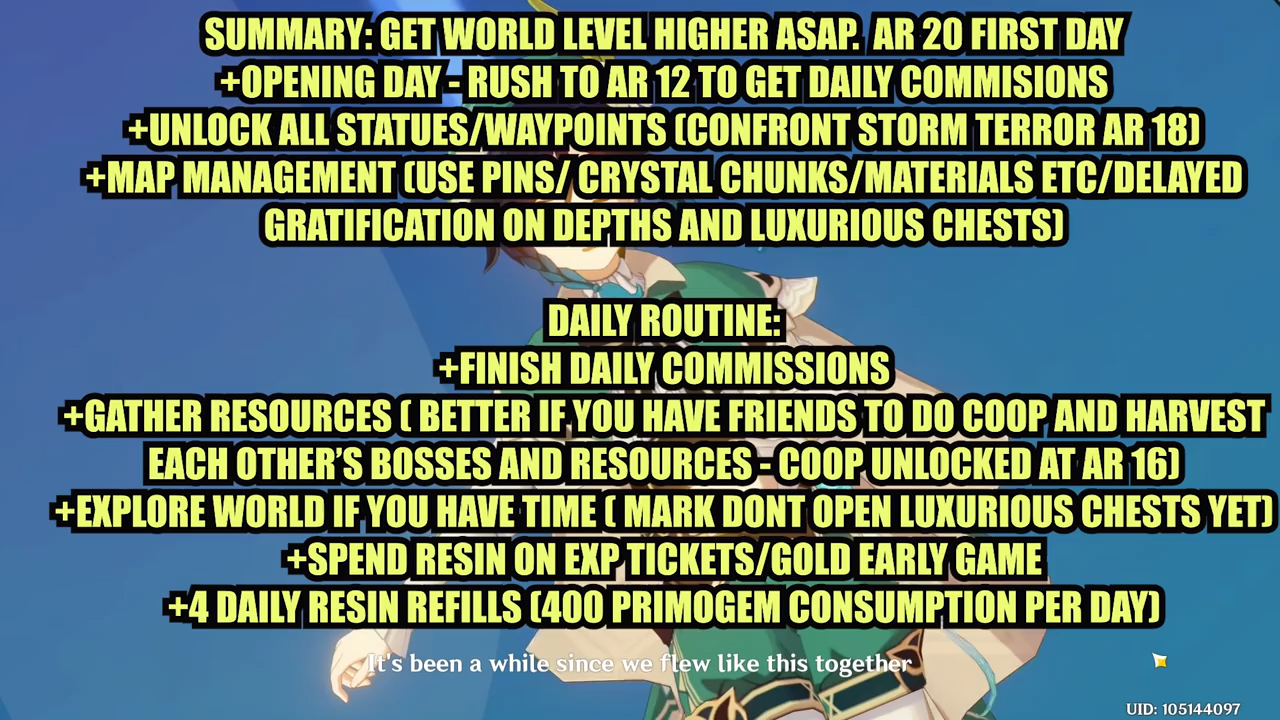 SUMMARY: GET WORLD LEVEL HIGHER ASAP. AR 20 FIRST DAY
+OPENING DAY - RUSH TO AR 12 TO GET DAILY COMMISIONS
+UNLOCK ALL STATUES/WAYPOINTS (CONFRONT STORM TERROR AR 18)
+MAP MANAGEMENT (USE PINS/ CRYSTAL CHUNKS/MATERIALS ETC/DELAYED
GRATIFICATION ON DEPTHS AND LUXURIOUS CHESTS)
DAILY ROUTINE:
+FINISH DAILY COMMISSIONS
+GATHER RESOURCES ( BETTER IF YOU HAVE FRIENDS TO DO COOP AND HARVEST
EACH OTHER'S BOSSES AND RESOURCES - COOP UNLOCKED AT AR 16)
+EXPLORE WORLD IF YOU HAVE TIME ( MARK DONT OPEN LUXURIOUS CHESTS YET)
+SPEND RESIN ON EXP TICKETS/GOLD EARLY GAME
+4 DAILY RESIN REFILLS (400 PRIMOGEM CONSUMPTION PER DAY)
It's been a while since we flew like this together
UID: 105144097